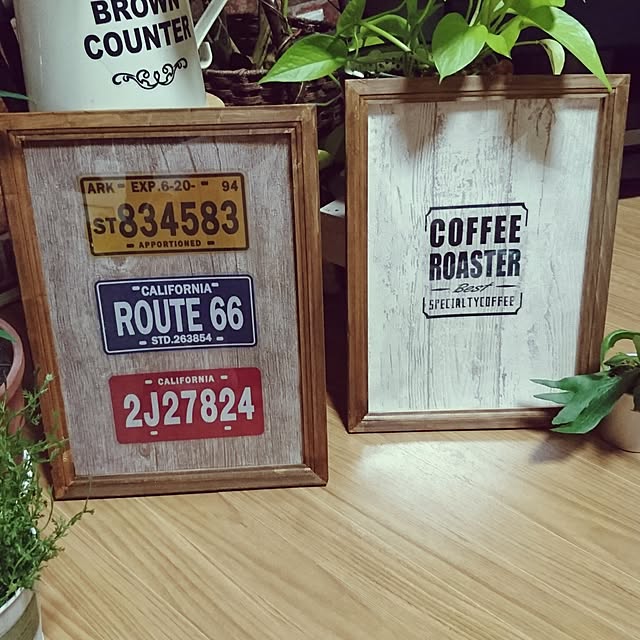 BROWN
COUNTER
ARK EXP.6-20- 94
ST834583
APPORTIONED
CALIFORNIA
ROUTE 66
STD.263854
CALIFORNIA
2J27824
COFFEE
ROASTER
Best
SPECIALTYCOFFEE